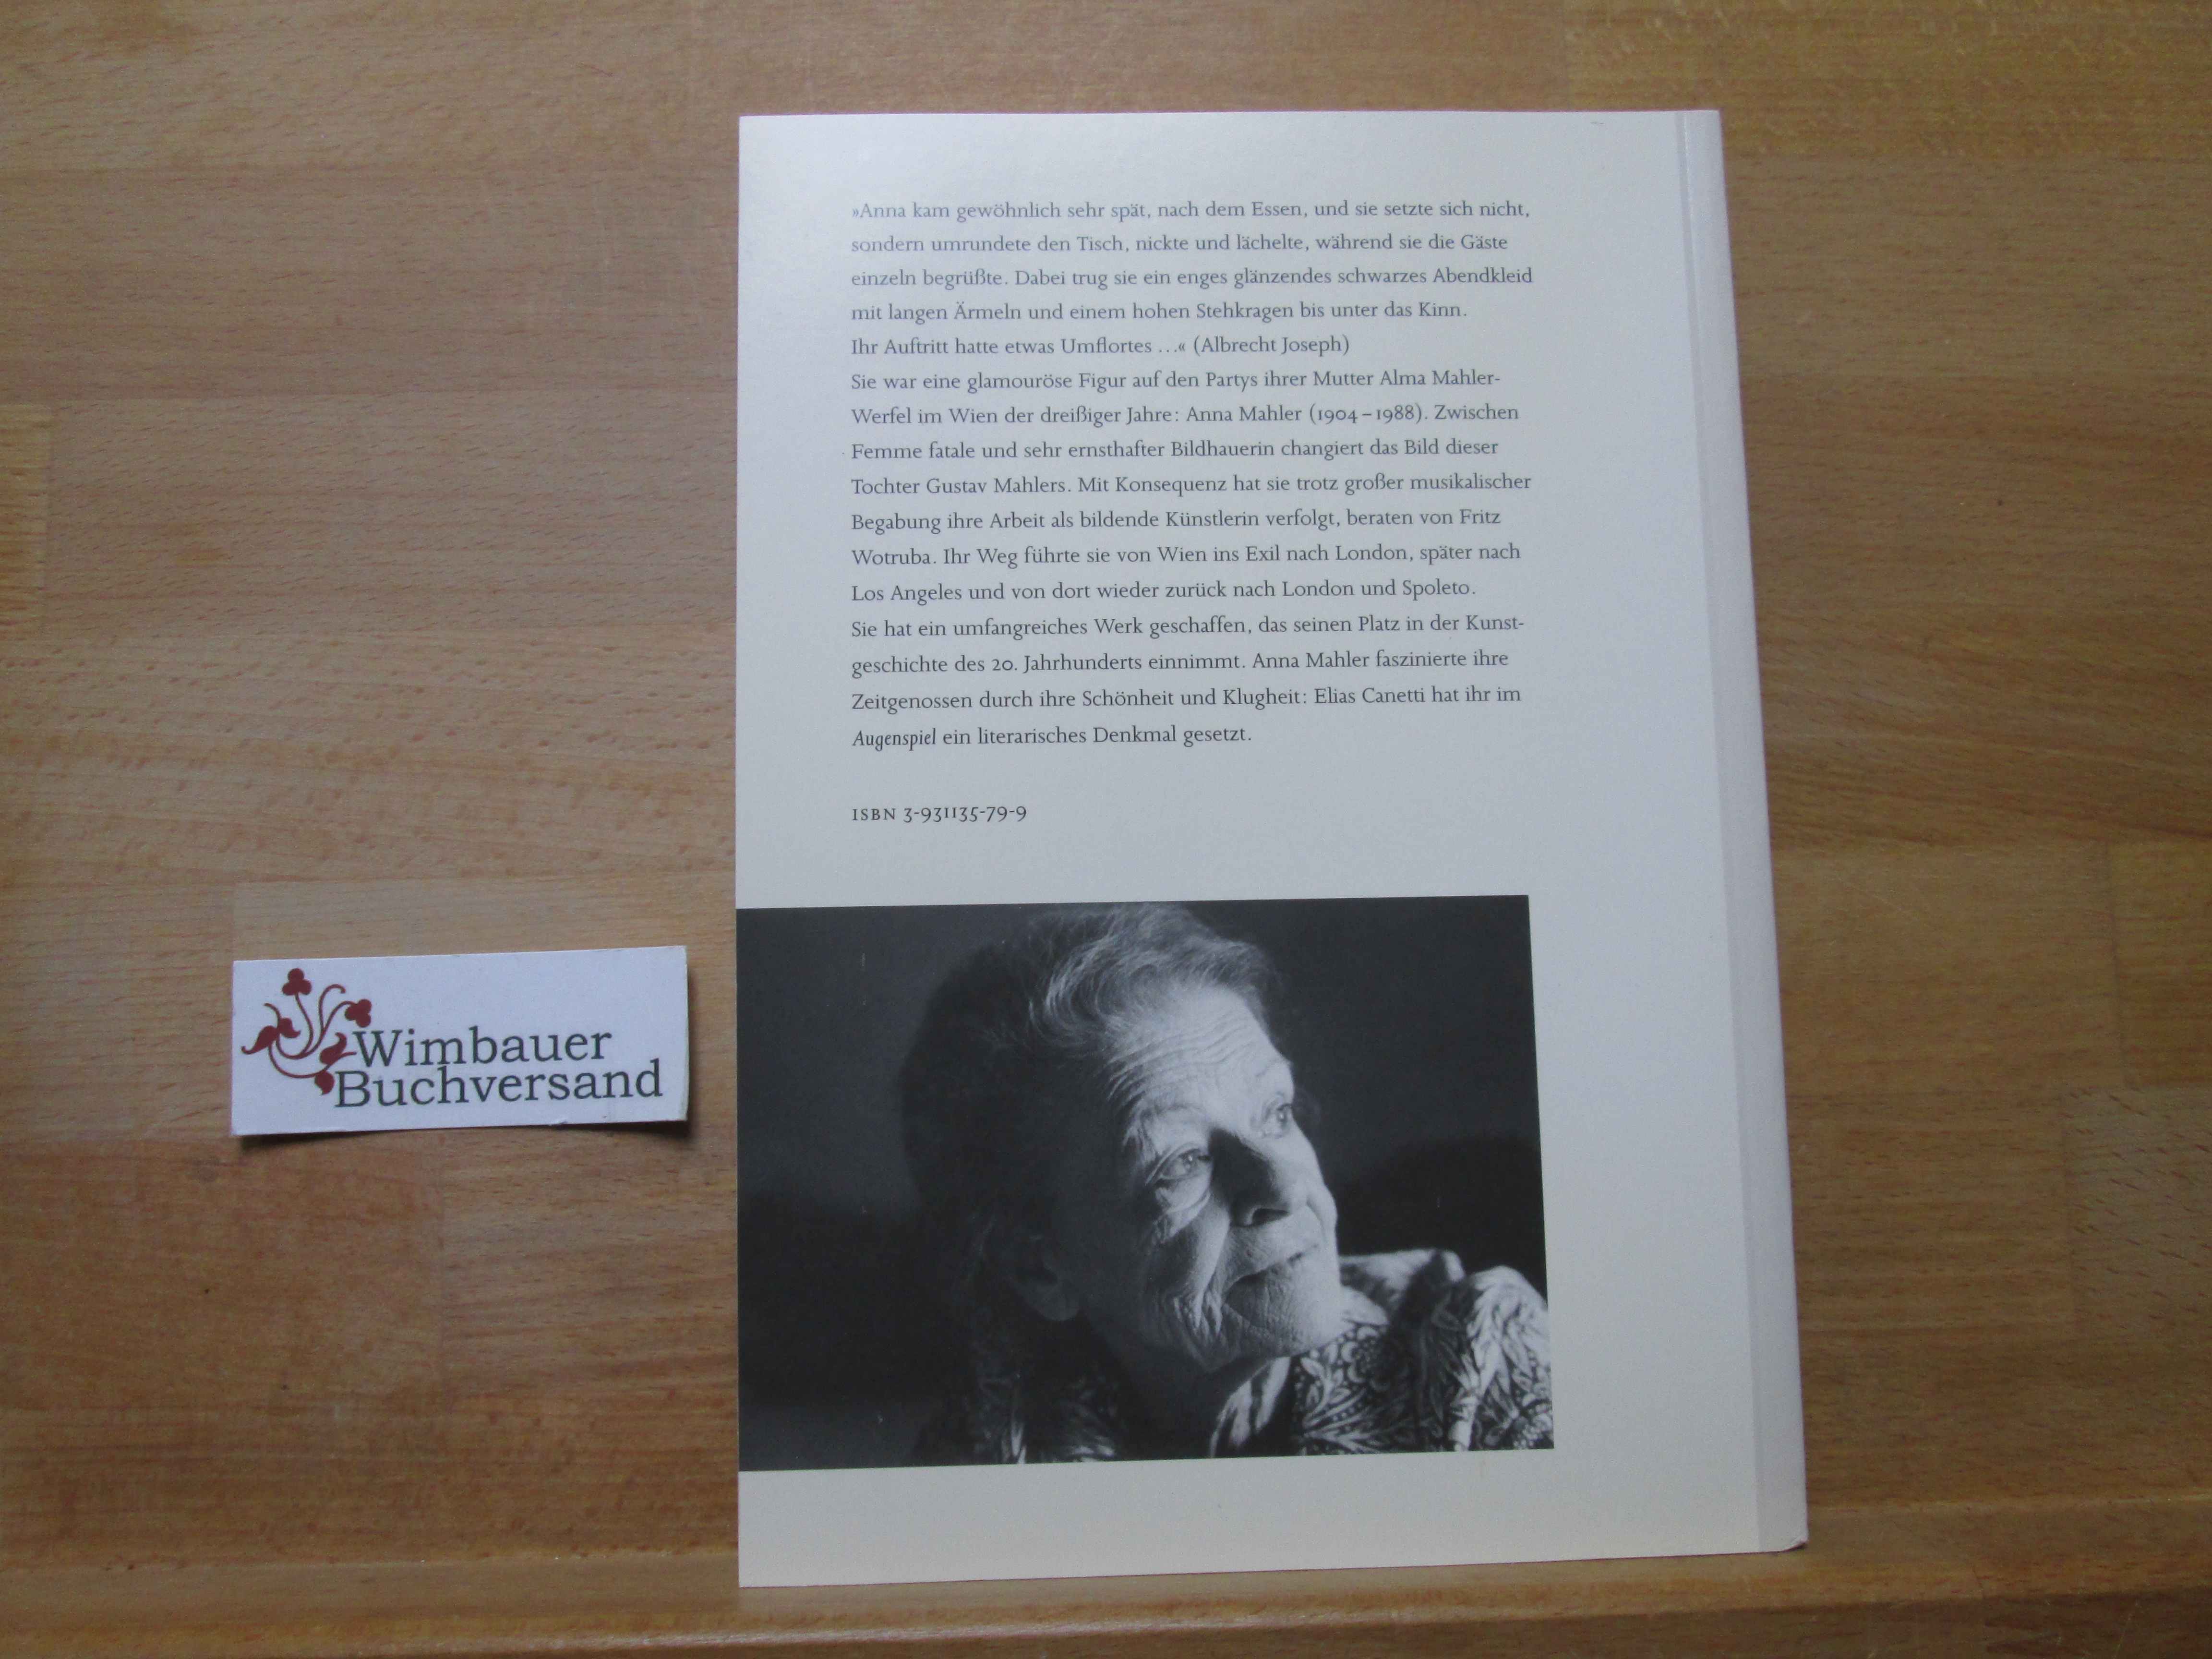 »Anna kam gewöhnlich sehr spät, nach dem Essen, und sie setzte sich nicht,
sondern umrundete den Tisch, nickte und lächelte, während sie die Gäste
einzeln begrüßte. Dabei trug sie ein enges glänzendes schwarzes Abendkleid
mit langen Ärmeln und einem hohen Stehkragen bis unter das Kinn.
Ihr Auftritt hatte etwas Umflortes ...« (Albrecht Joseph)
Sie war eine glamouröse Figur auf den Partys ihrer Mutter Alma Mahler-
Werfel im Wien der dreißiger Jahre: Anna Mahler (1904–1988). Zwischen
Femme fatale und sehr ernsthafter Bildhauerin changiert das Bild dieser
Tochter Gustav Mahlers. Mit Konsequenz hat sie trotz großer musikalischer
Begabung ihre Arbeit als bildende Künstlerin verfolgt, beraten von Fritz
Wotruba. Ihr Weg führte sie von Wien ins Exil nach London, später nach
Los Angeles und von dort wieder zurück nach London und Spoleto.
Sie hat ein umfangreiches Werk geschaffen, das seinen Platz in der Kunst-
geschichte des 20. Jahrhunderts einnimmt. Anna Mahler faszinierte ihre
Zeitgenossen durch ihre Schönheit und Klugheit: Elias Canetti hat ihr im
Augenspiel ein literarisches Denkmal gesetzt.
ISBN 3-931135-79-9
Wimbauer
Buchversand